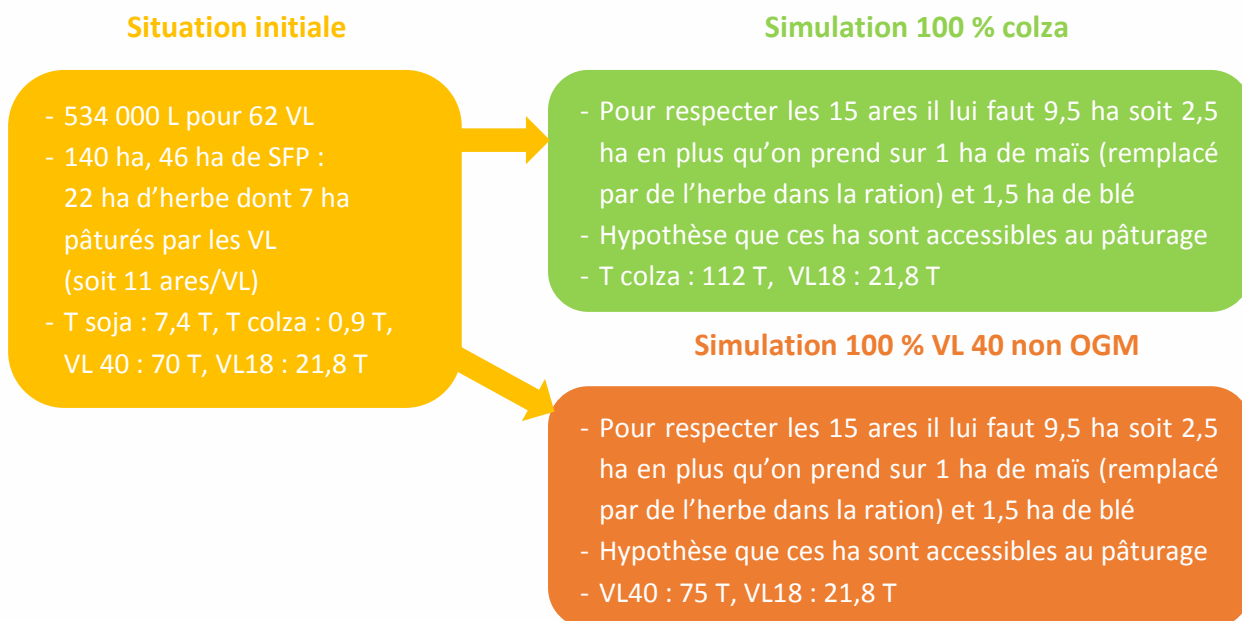 Situation initiale
- 534 000 L pour 62 VL
- 140 ha, 46 ha de SFP :
22 ha d'herbe dont 7 ha
pâturés par les VL
(soit 11 ares/VL)
- T soja : 7,4 T, T colza : 0,9 T,
VL 40 : 70 T, VL18 : 21,8 T
Simulation 100 % colza
- Pour respecter les 15 ares il lui faut 9,5 ha soit 2,5
ha en plus qu'on prend sur 1 ha de maïs (remplacé
par de l'herbe dans la ration) et 1,5 ha de blé
- Hypothèse que ces ha sont accessibles au pâturage
- T colza : 112 T, VL18 : 21,8 T
Simulation 100 % VL 40 non OGM
- Pour respecter les 15 ares il lui faut 9,5 ha soit 2,5
ha en plus qu'on prend sur 1 ha de maïs (remplacé
par de l'herbe dans la ration) et 1,5 ha de blé
- Hypothèse que ces ha sont accessibles au pâturage
- VL40 : 75 T, VL18 : 21,8 T